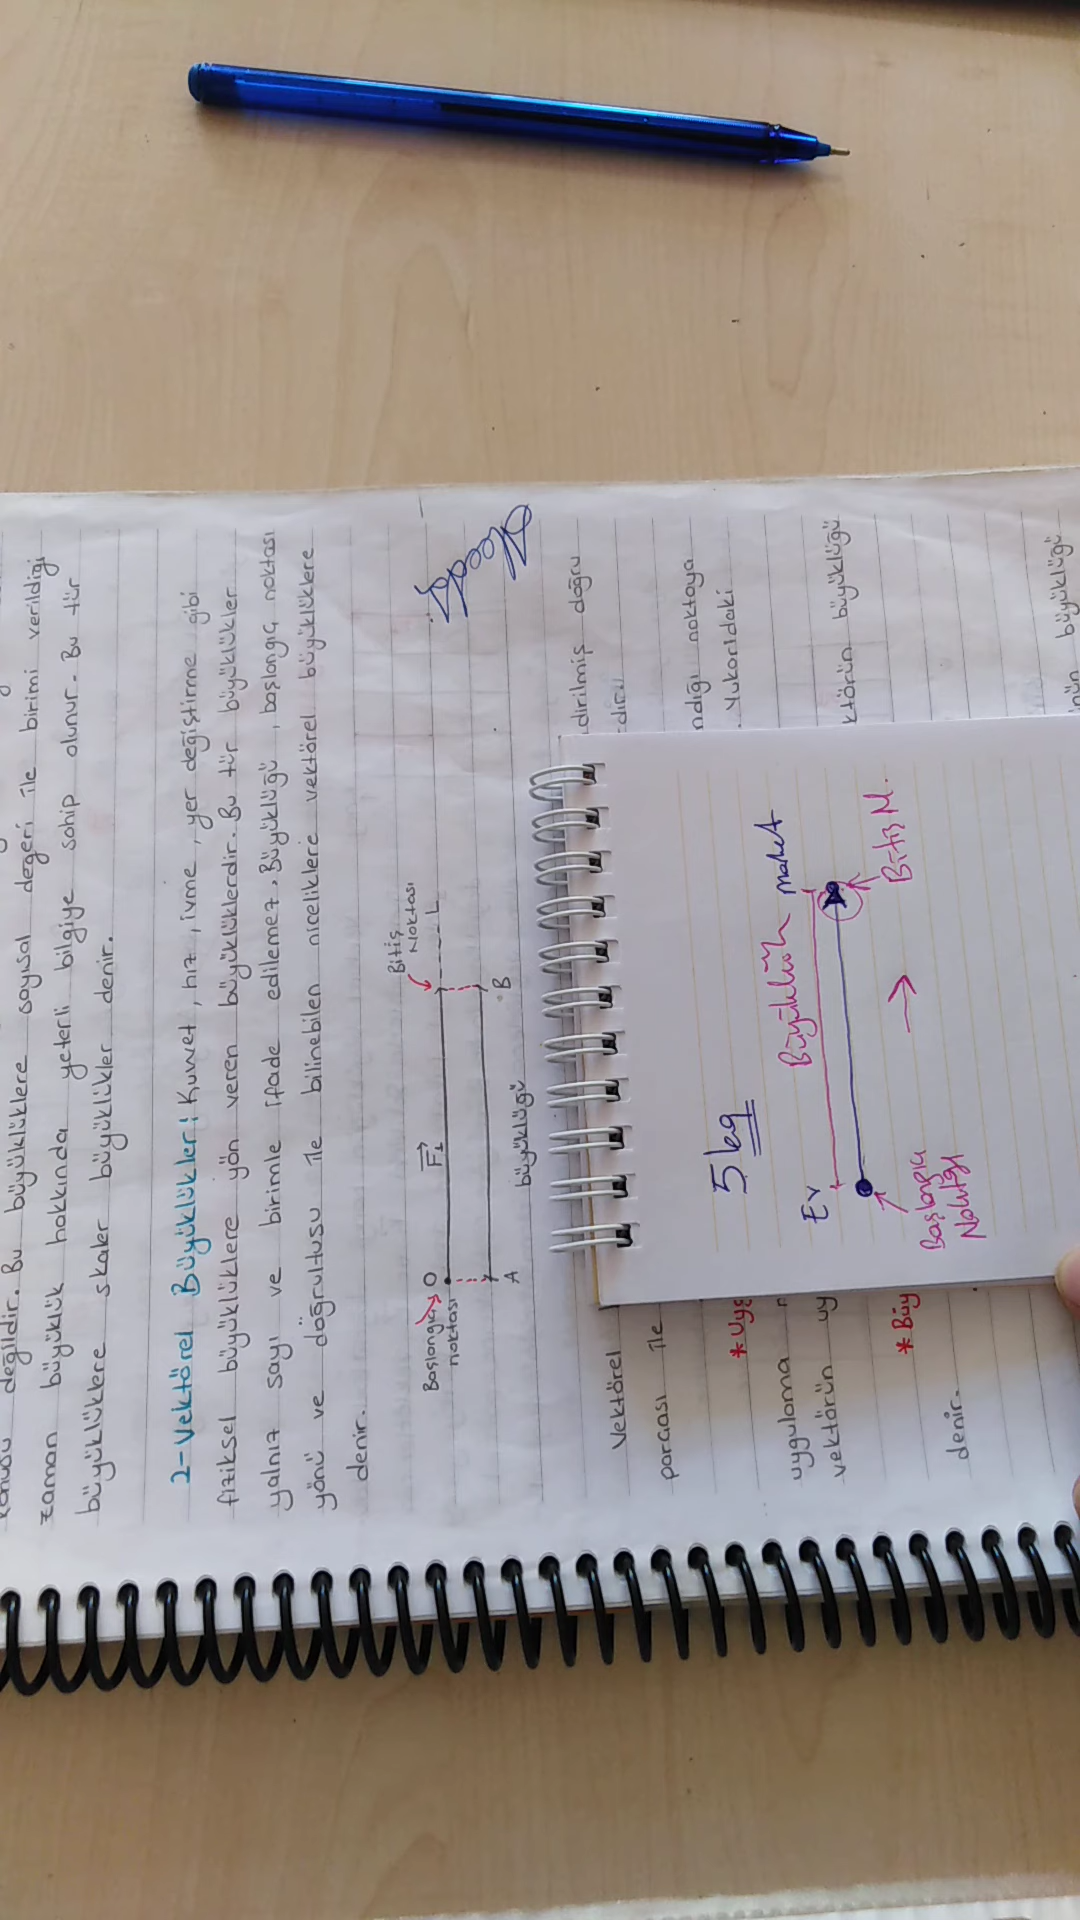 değildir. Bu büyüklüklere sayısal değeri ile birimi verildiği
zaman büyüklük hakkında yeterli bilgiye sahip olunur. Bu tür
büyüklüklere skaler büyüklükler denir.
2-Vektörel Büyüklükler: Kuvvet, hız, ivme, yer değiştirme gibi
fiziksel büyüklüklere yön veren büyüklüklerdir. Bu tür büyüklükler
yalnız sayı ve birimle ifade edilemez. Büyüklüğü, başlangıç noktası
yönü ve doğrultusu ile bilinebilen niceliklere vektörel büyüklüklere
denir.
Başlangıç noktası
O
F₁
Bitiş Noktası
L
A
B
büyüklüğü
Vektörel
dirilmiş doğru
parçası ile
dir.
* Uyg
ndığı noktaya
uygulama n
. Yukarıdaki
vektörün uy
ktörün büyüklüğü
* Büy
denir.
nün büyüklüğü
5 kg
Büyüklük
Ev
market
Başlangıç
Noktası
Bitiş N.